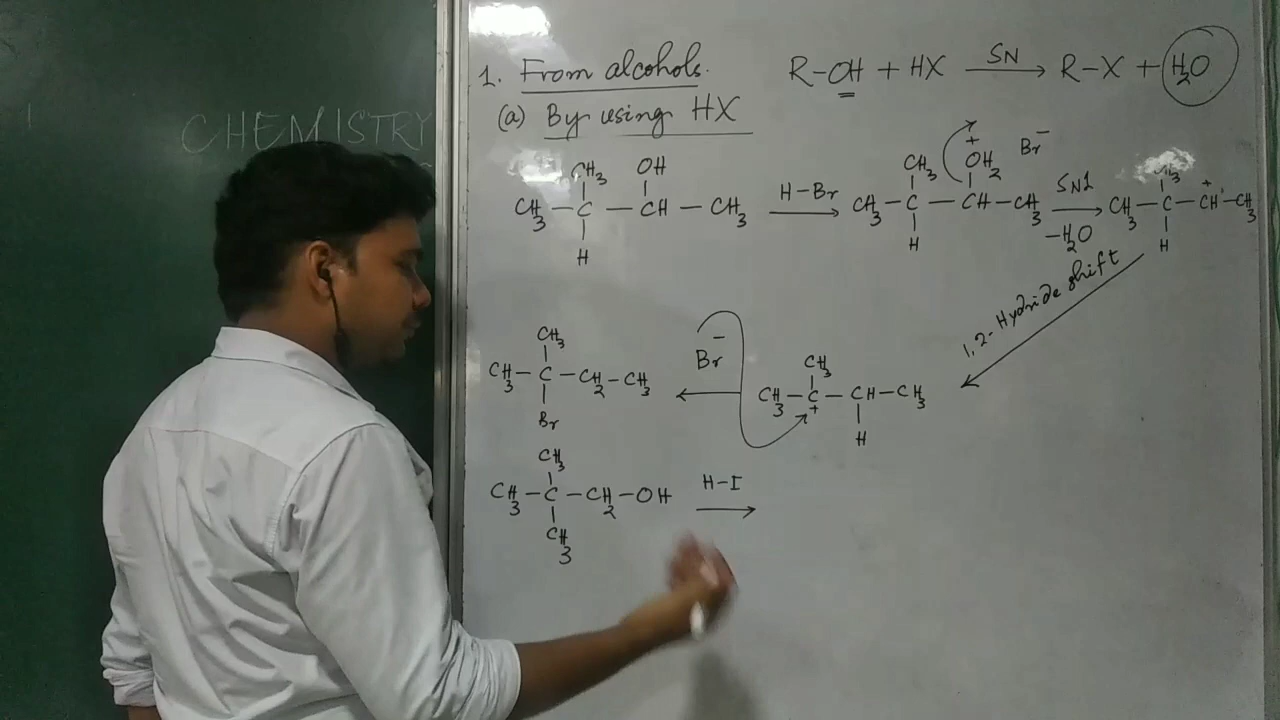 CHEMISTRY
1. From alcohols.
R-OH + HX SN → R-X + H2O
(a) By using HX
CH3 OH
CH3 - C - CH - CH3
H
H-Br →
CH3 +OH2 Br-
CH3 - C - CH - CH3
H
SN1 →
-H2O
CH3 - C - CH+ - CH3
H
1,2-Hydride shift
CH3
CH3 - C - CH2 - CH3
Br
Br-
←
CH3
CH3 - C+ - CH - CH3
H
CH3
CH3 - C - CH2 - OH
CH3
H-I →